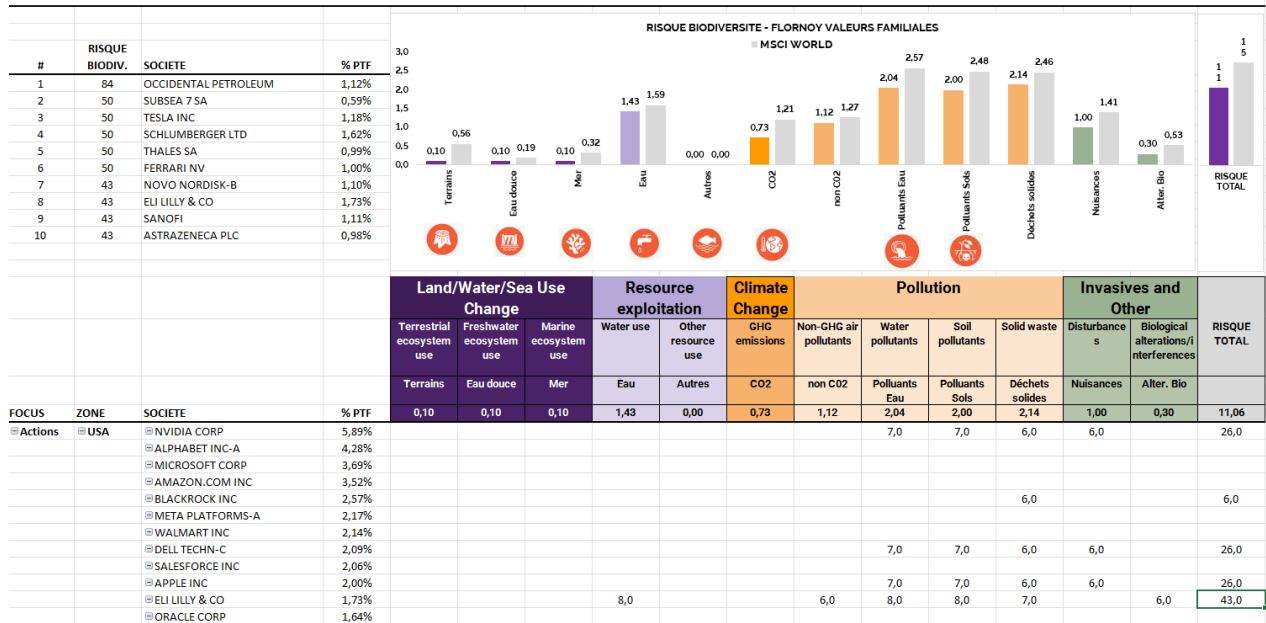 RISQUE BIODIVERSITE - FLORNOY VALEURS FAMILIALES
MSCI WORLD
# RISQUE BIODIV. SOCIETE % PTF
1 84 OCCIDENTAL PETROLEUM 1,12%
2 50 SUBSEA 7 SA 0,59%
3 50 TESLA INC 1,18%
4 50 SCHLUMBERGER LTD 1,62%
5 50 THALES SA 0,99%
6 50 FERRARI NV 1,00%
7 43 NOVO NORDISK-B 1,10%
8 43 ELI LILLY & CO 1,73%
9 43 SANOFI 1,11%
10 43 ASTRAZENECA PLC 0,98%
3,0
2,5
2,0
1,5
1,0
0,5
0,0
0,10 0,56
0,10 0,19
0,10 0,32
1,43 1,59
0,00 0,00
0,73 1,21
1,12 1,27
2,04 2,57
2,00 2,48
2,14 2,46
1,00 1,41
0,30 0,53
1
1
1
5
Terrains
Eau douce
Mer
Eau
Autres
CO2
non CO2
Polluants Eau
Polluants Sols
Déchets solides
Nuisances
Alter. Bio
RISQUE
TOTAL
Land/Water/Sea Use Change
Resource exploitation
Climate Change
Pollution
Invasives and Other
Terrestrial ecosystem use
Freshwater ecosystem use
Marine ecosystem use
Water use
Other resource use
GHG emissions
Non-GHG air pollutants
Water pollutants
Soil pollutants
Solid waste
Disturbance s
Biological alterations/i nterferences
RISQUE TOTAL
Terrains Eau douce Mer Eau Autres CO2 non C02 Polluants Eau Polluants Sols Déchets solides Nuisances Alter. Bio
FOCUS ZONE SOCIETE % PTF 0,10 0,10 0,10 1,43 0,00 0,73 1,12 2,04 2,00 2,14 1,00 0,30 11,06
Actions USA NVIDIA CORP 5,89% 7,0 7,0 6,0 6,0 26,0
ALPHABET INC-A 4,28%
MICROSOFT CORP 3,69%
AMAZON.COM INC 3,52%
BLACKROCK INC 2,57% 6,0 6,0
META PLATFORMS-A 2,17%
WALMART INC 2,14%
DELL TECHN-C 2,09% 7,0 7,0 6,0 6,0 26,0
SALESFORCE INC 2,06%
APPLE INC 2,00% 7,0 7,0 6,0 6,0 26,0
ELI LILLY & CO 1,73% 8,0 6,0 8,0 8,0 7,0 6,0 43,0
ORACLE CORP 1,64%